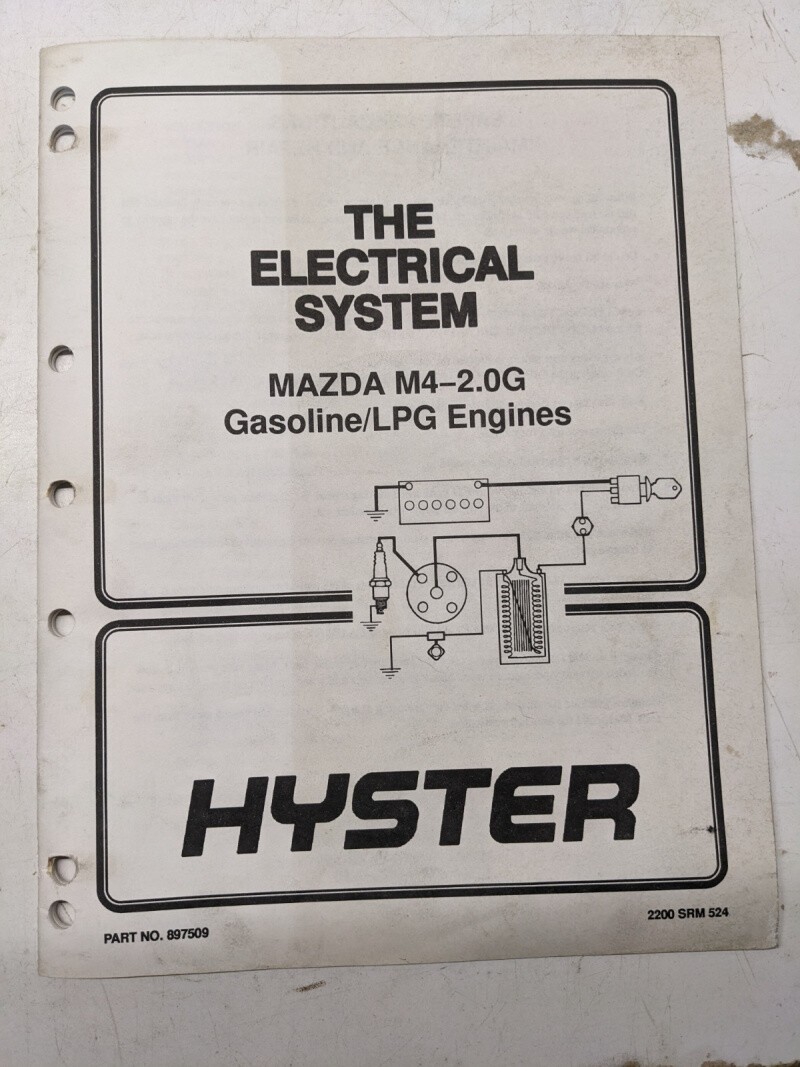 THE
ELECTRICAL
SYSTEM
MAZDA M4-2.0G
Gasoline/LPG Engines
HYSTER
PART NO. 897509
2200 SRM 524